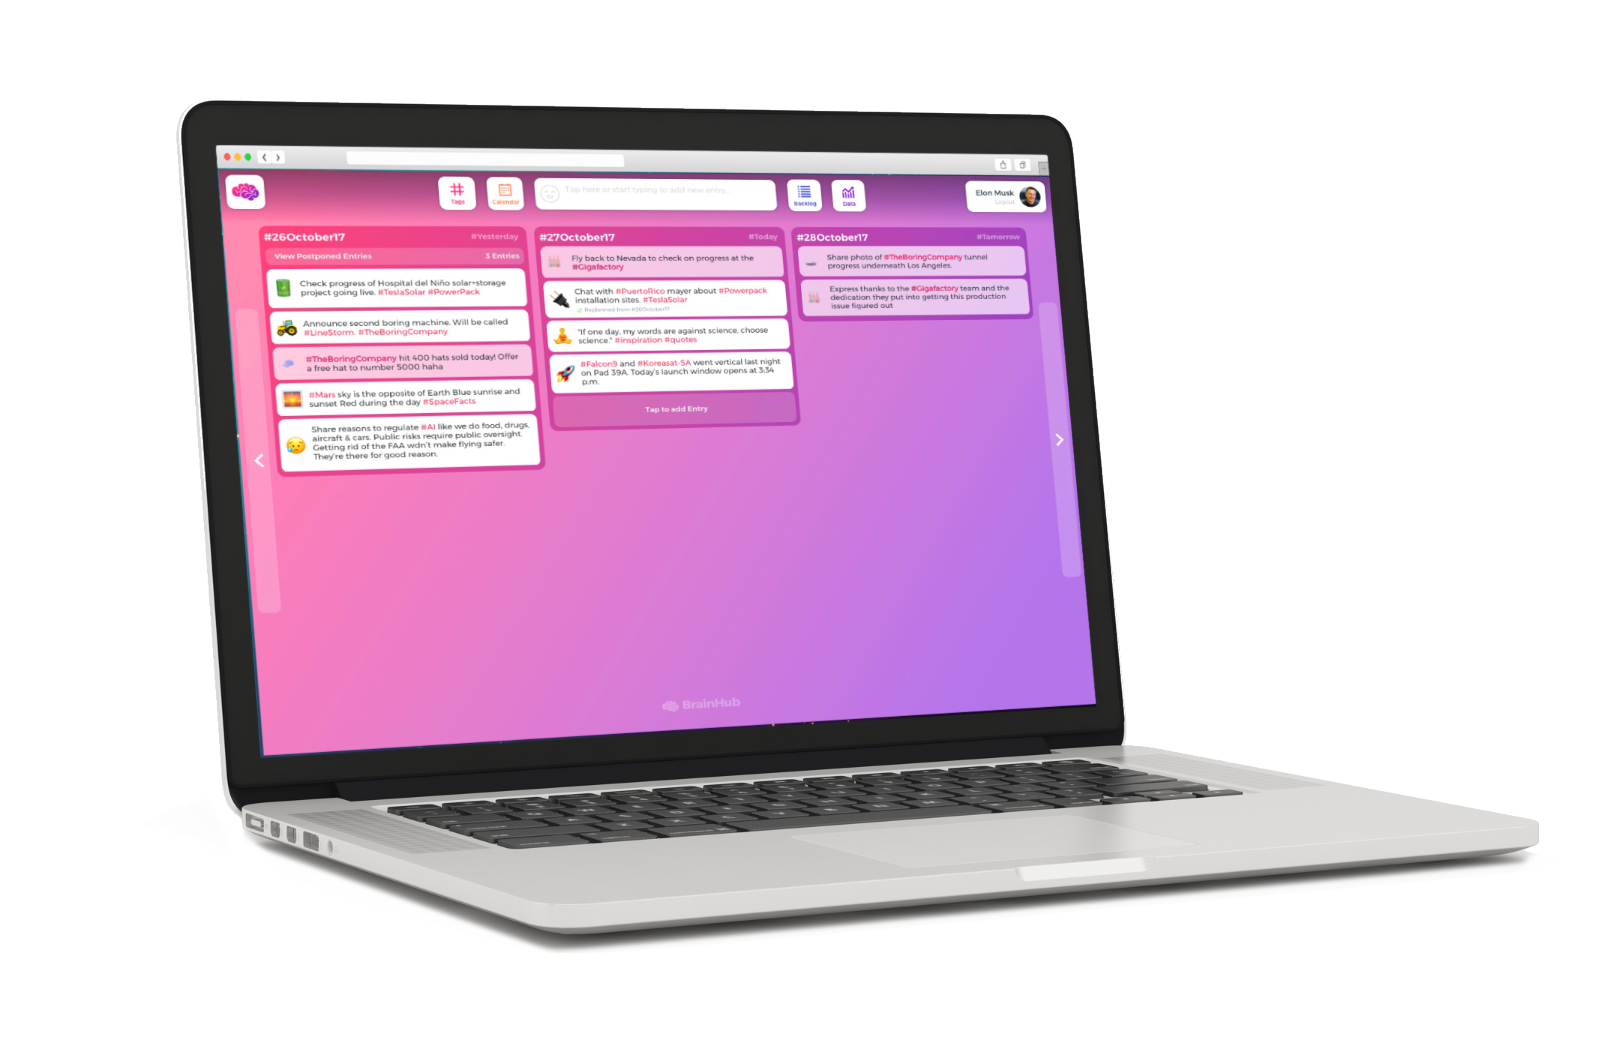 Tags
Calendar
Tap here or start typing to add new entry...
Backlog
Data
Elon Musk
Logout
#26October17
#Yesterday
View Postponed Entries
3 Entries
Check progress of Hospital del Niño solar+storage
project going live. #TeslaSolar #PowerPack
Announce second boring machine. Will be called
#LineStorm. #TheBoringCompany
#TheBoringCompany hit 400 hats sold today! Offer
a free hat to number 5000 haha
#Mars sky is the opposite of Earth Blue sunrise and
sunset Red during the day #SpaceFacts
Share reasons to regulate #AI like we do food, drugs,
aircraft & cars. Public risks require public oversight.
Getting rid of the FAA wdn't make flying safer.
They're there for good reason.
#27October17
#Today
Fly back to Nevada to check on progress at the
#Gigafactory
Chat with #PuertoRico mayer about #Powerpack
installation sites. #TeslaSolar
Replanned from #26October17
"If one day, my words are against science, choose
science." #inspiration #quotes
#Falcon9 and #Koreasat-5A went vertical last night
on Pad 39A. Today's launch window opens at 3:34
p.m.
Tap to add Entry
#28October17
#Tomorrow
Share photo of #TheBoringCompany tunnel
progress underneath Los Angeles.
Express thanks to the #Gigafactory team and the
dedication they put into getting this production
issue figured out
BrainHub